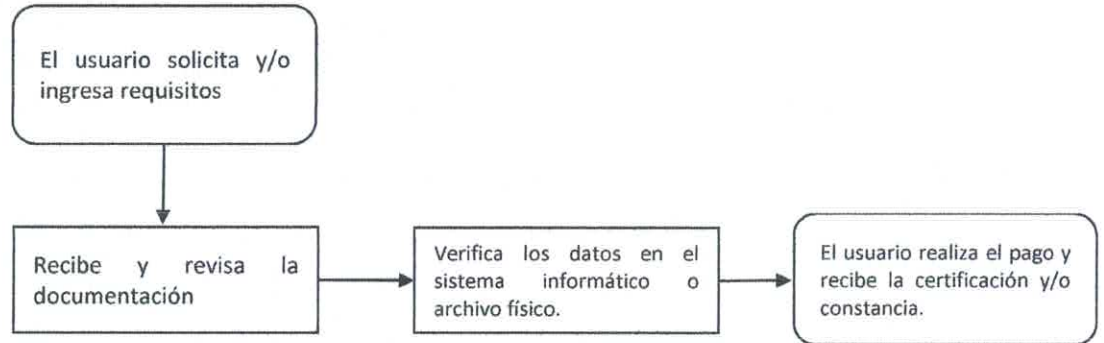 El usuario solicita y/o
ingresa requisitos
Recibe y revisa la
documentación
Verifica los datos en el
sistema informático o
archivo físico.
El usuario realiza el pago y
recibe la certificación y/o
constancia.